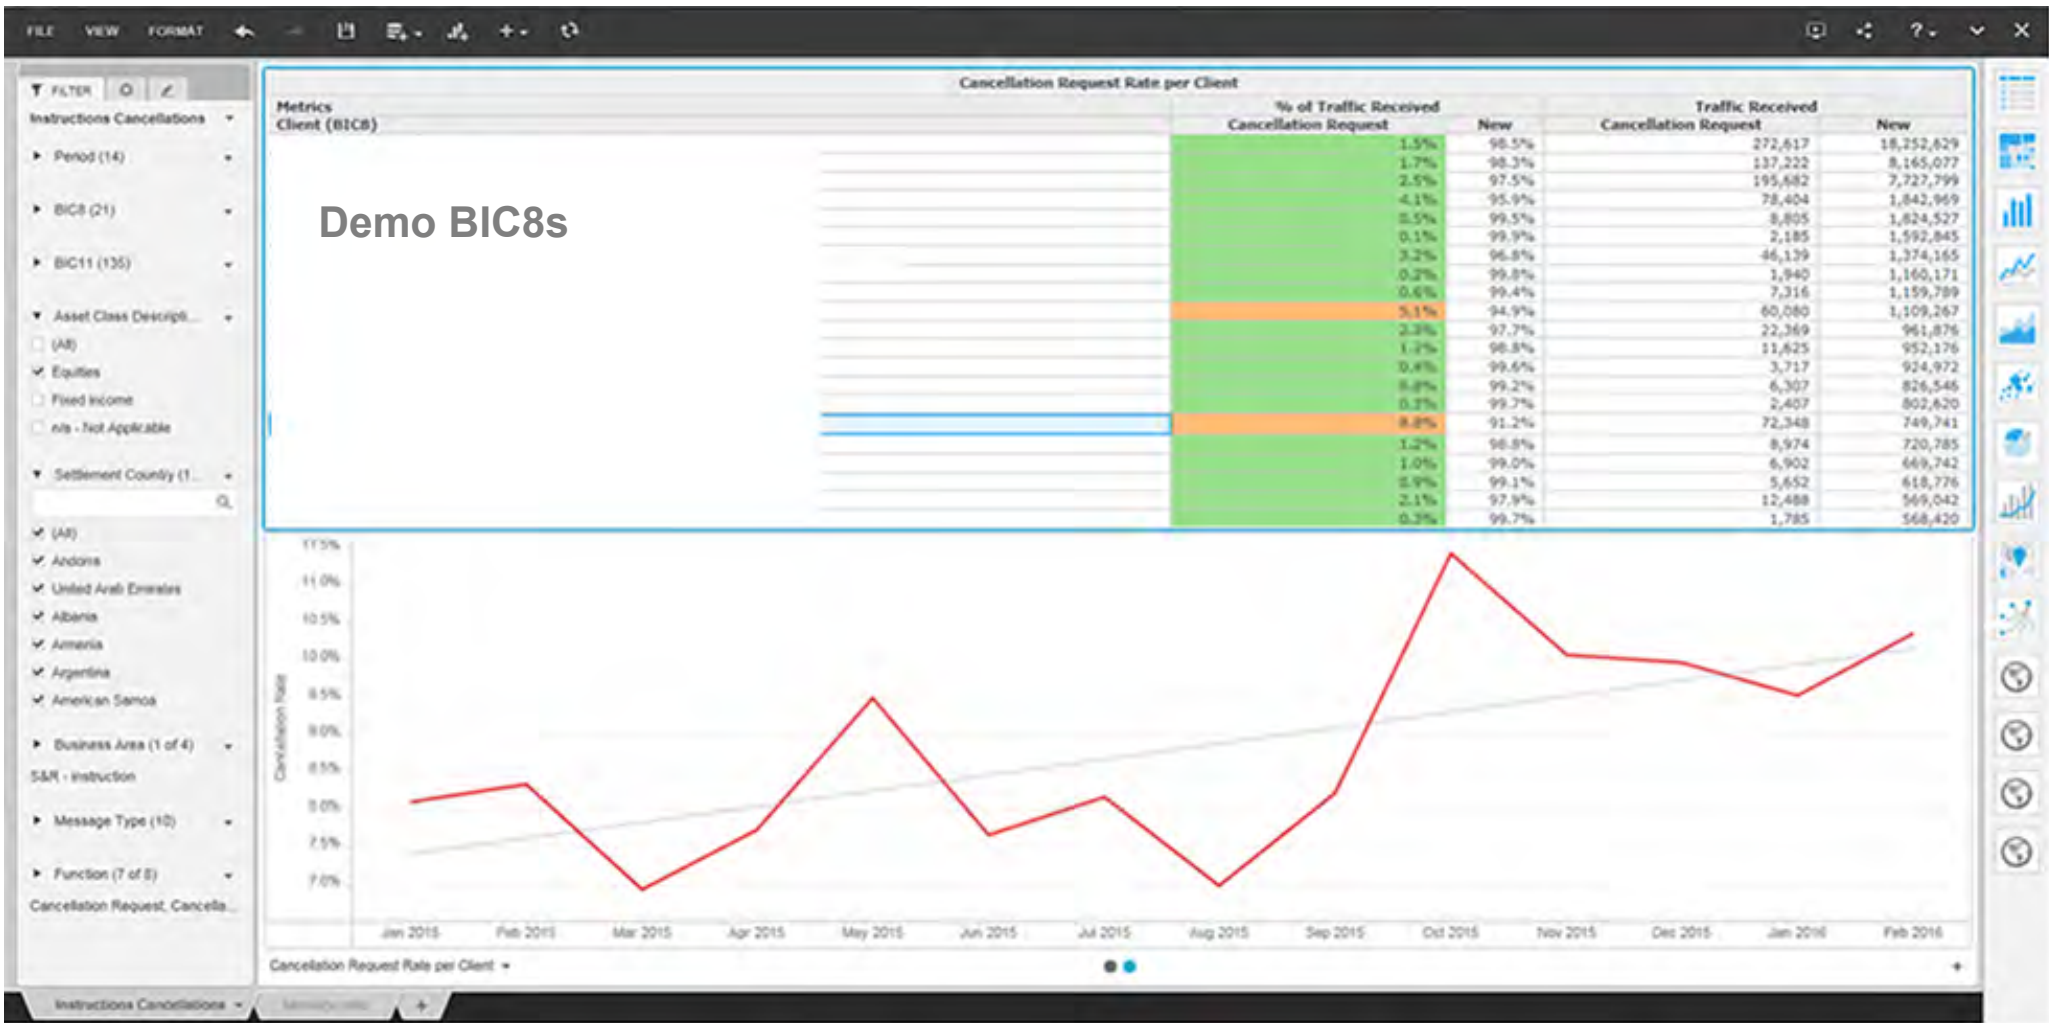 FILE VIEW FORMAT
FILTER
Instructions Cancellations
Period (14)
BIC8 (21)
BIC11 (135)
Asset Class Descripti...
(All)
Equities
Fixed Income
n/a - Not Applicable
Settlement Country (1...
(All)
Andorra
United Arab Emirates
Albania
Armenia
Argentina
American Samoa
Business Area (1 of 4)
S&R - instruction
Message Type (10)
Function (7 of 8)
Cancellation Request, Cancella...
Cancellation Request Rate per Client
Metrics % of Traffic Received Traffic Received
Client (BIC8) Cancellation Request New Cancellation Request New
Demo BIC8s
1.5% 98.5% 272,617 18,252,629
1.7% 98.3% 137,222 8,165,077
2.5% 97.5% 195,682 7,727,799
4.1% 95.9% 78,404 1,842,969
0.5% 99.5% 8,805 1,824,527
0.1% 99.9% 2,185 1,592,845
3.2% 96.8% 46,139 1,374,165
0.2% 99.8% 1,940 1,160,171
0.6% 99.4% 7,316 1,159,789
5.1% 94.9% 60,080 1,109,267
2.3% 97.7% 22,369 961,876
1.2% 98.8% 11,625 952,176
0.4% 99.6% 3,717 924,972
0.8% 99.2% 6,307 826,546
0.3% 99.7% 2,407 802,620
8.8% 91.2% 72,348 749,741
1.2% 98.8% 8,974 720,785
1.0% 99.0% 6,902 669,742
0.9% 99.1% 5,652 618,776
2.1% 97.9% 12,488 569,042
0.3% 99.7% 1,785 568,420
11.5%
11.0%
10.5%
10.0%
9.5%
9.0%
8.5%
8.0%
7.5%
7.0%
Cancellation Rate
Jan 2015 Feb 2015 Mar 2015 Apr 2015 May 2015 Jun 2015 Jul 2015 Aug 2015 Sep 2015 Oct 2015 Nov 2015 Dec 2015 Jan 2016 Feb 2016
Cancellation Request Rate per Client
Instructions Cancellations